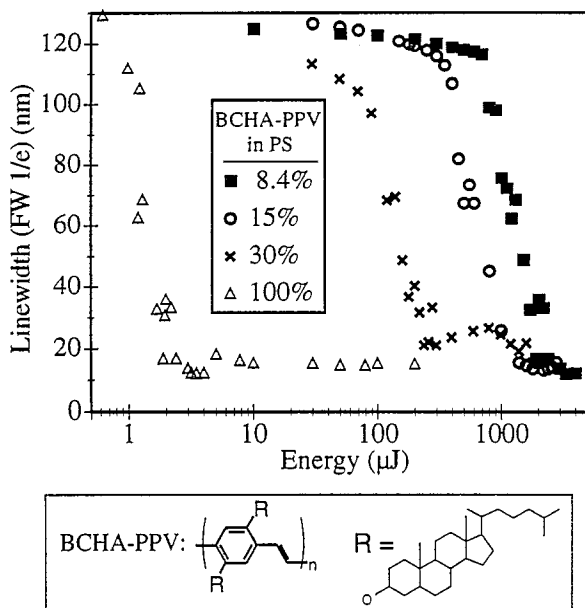 Linewidth (FW 1/e) (nm)
120
100
80
60
40
20
0
BCHA-PPV
in PS
8.4%
15%
30%
100%
1
10
100
1000
Energy (μJ)
BCHA-PPV:
R
R
n
R =
O